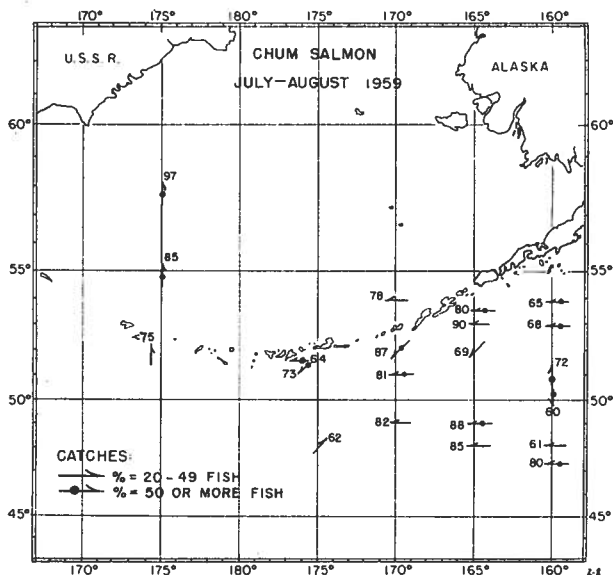 170° 175° 180° 175° 170° 165° 160°
U.S.S.R.
CHUM SALMON
JULY-AUGUST 1959
ALASKA
60° 60°
97
85
55° 55°
78 80 65
90 68
75 64 87 69 72
73 81
50° 50°
60
62 82 88
85 61
80
CATCHES:
% = 20-49 FISH
% = 50 OR MORE FISH
45° 45°
170° 175° 180° 175° 170° 165° 160°